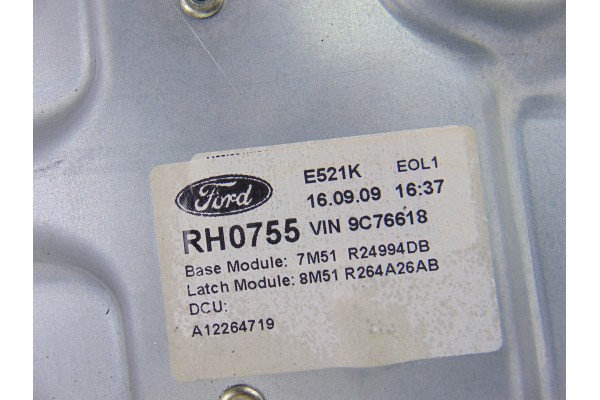 E521K EOL1
Ford 16.09.09 16:37
RH0755 VIN 9C76618
Base Module: 7M51 R24994DB
Latch Module: 8M51 R264A26AB
DCU:
A12264719